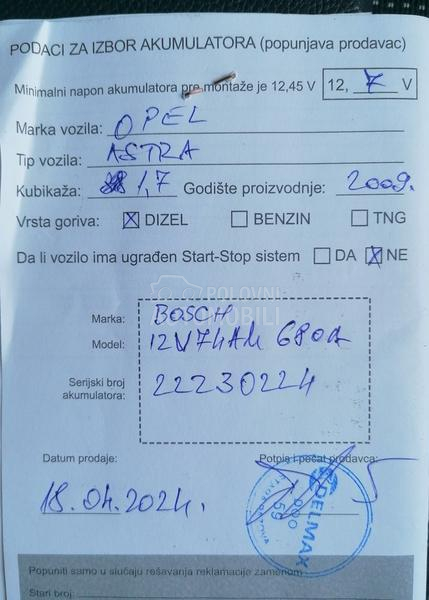 PODACI ZA IZBOR AKUMULATORA (popunjava prodavac)
Minimalni napon akumulatora pre montaže je 12,45 V 12, 7 V
Marka vozila: OPEL
Tip vozila: ASTRA
Kubikaža: 1,7 Godište proizvodnje: 2009.
Vrsta goriva: ☒ DIZEL ☐ BENZIN ☐ TNG
Da li vozilo ima ugrađen Start-Stop sistem ☐ DA ☒ NE
POLOVNI
AUTOMOBILI
Marka: BOSCH
Model: 12V74Ah 680A
Serijski broj
akumulatora: 22230224
Datum prodaje: Potpis i pečat prodavca:
18.04.2024.
DELMAX
Popuniti samo u slučaju rešavanja reklamacije zamenom
Stari broj: